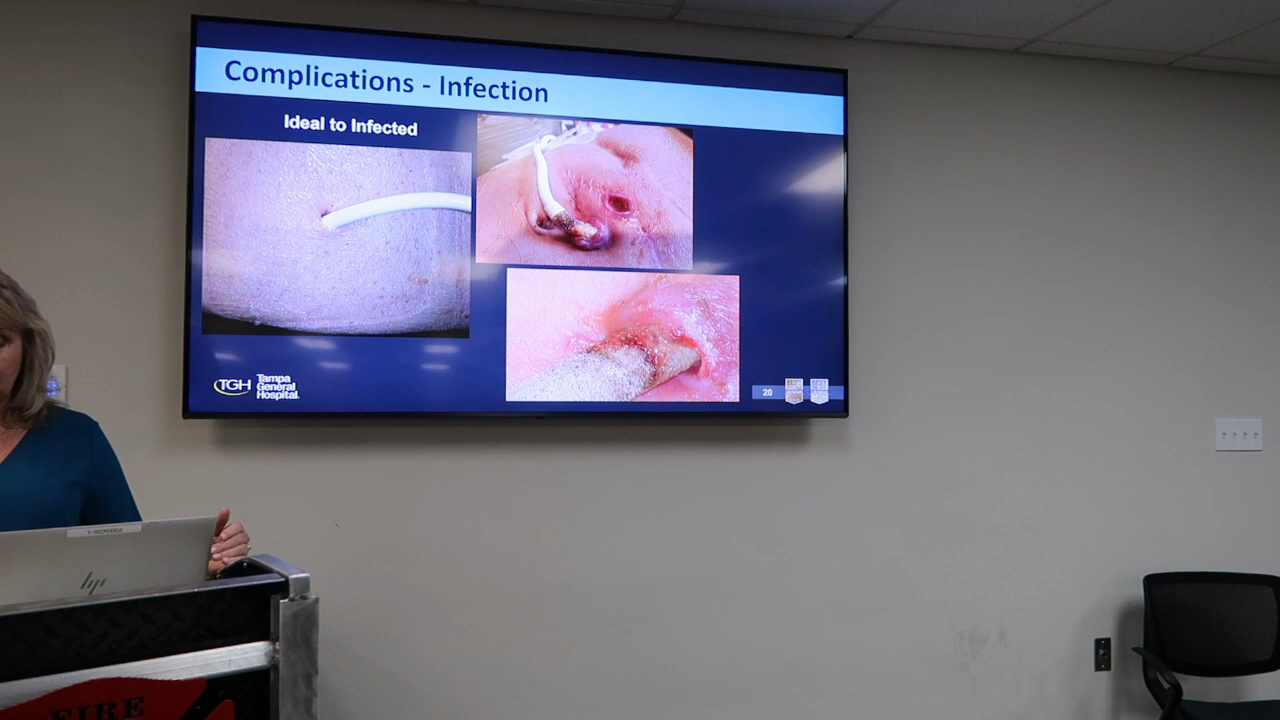 Complications - Infection
Ideal to Infected
TGH
Tampa
General
Hospital.
20
hp
FIRE